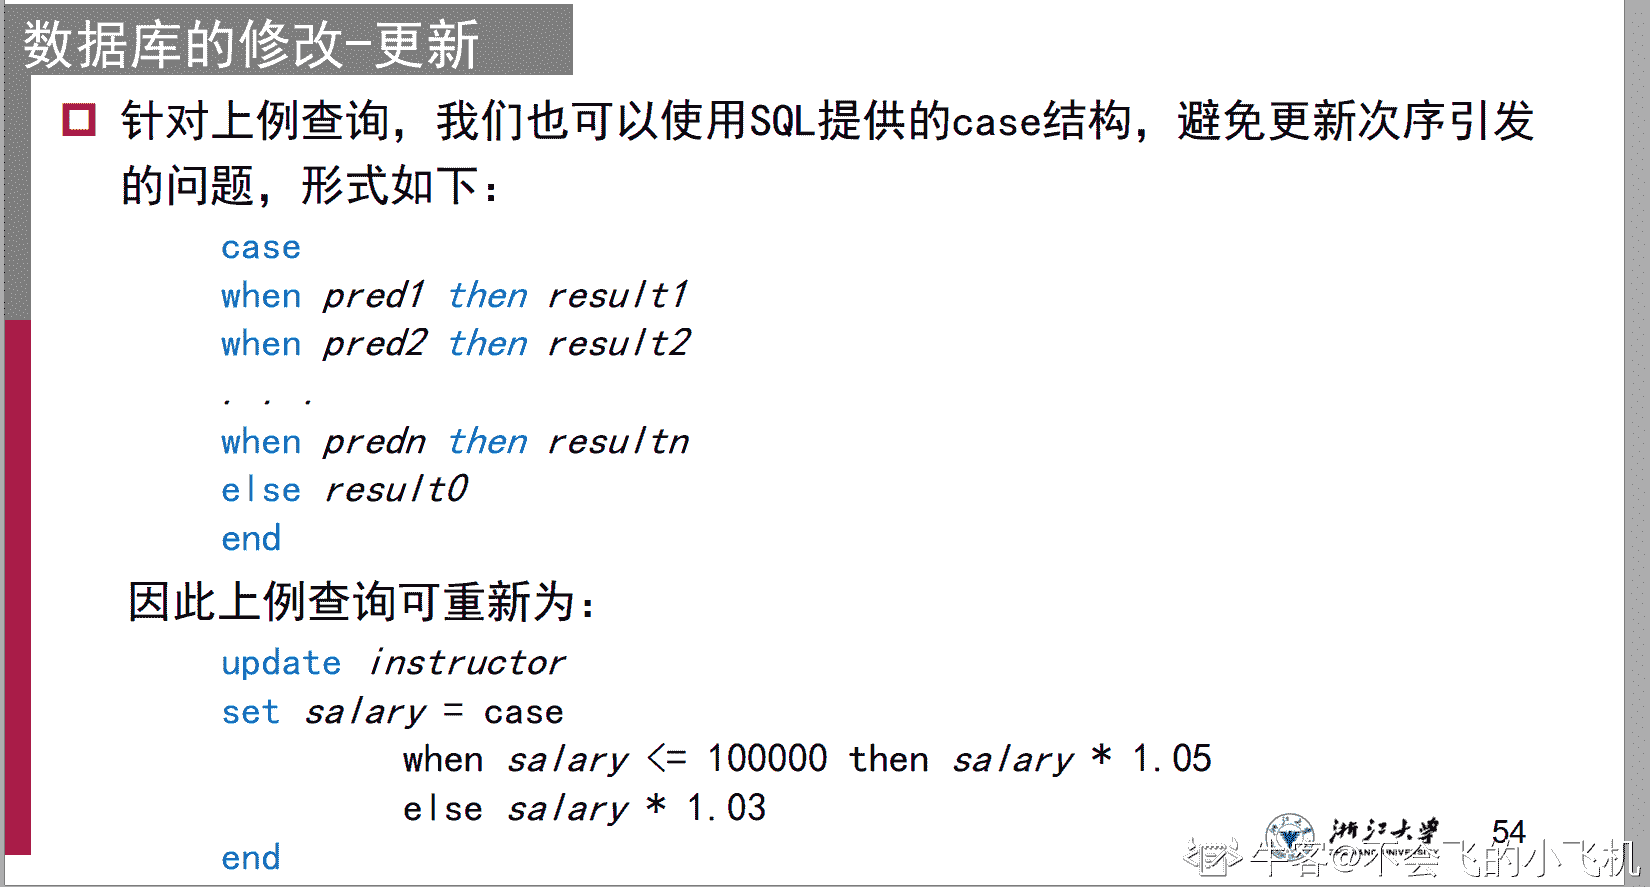 数据库的修改-更新
针对上例查询，我们也可以使用SQL提供的case结构，避免更新次序引发
的问题，形式如下：
case
when pred1 then result1
when pred2 then result2
. . .
when predn then resultn
else result0
end
因此上例查询可重新为：
update instructor
set salary = case
when salary <= 100000 then salary * 1.05
else salary * 1.03
end
浙江大学
54
牛客@不会飞的小飞机